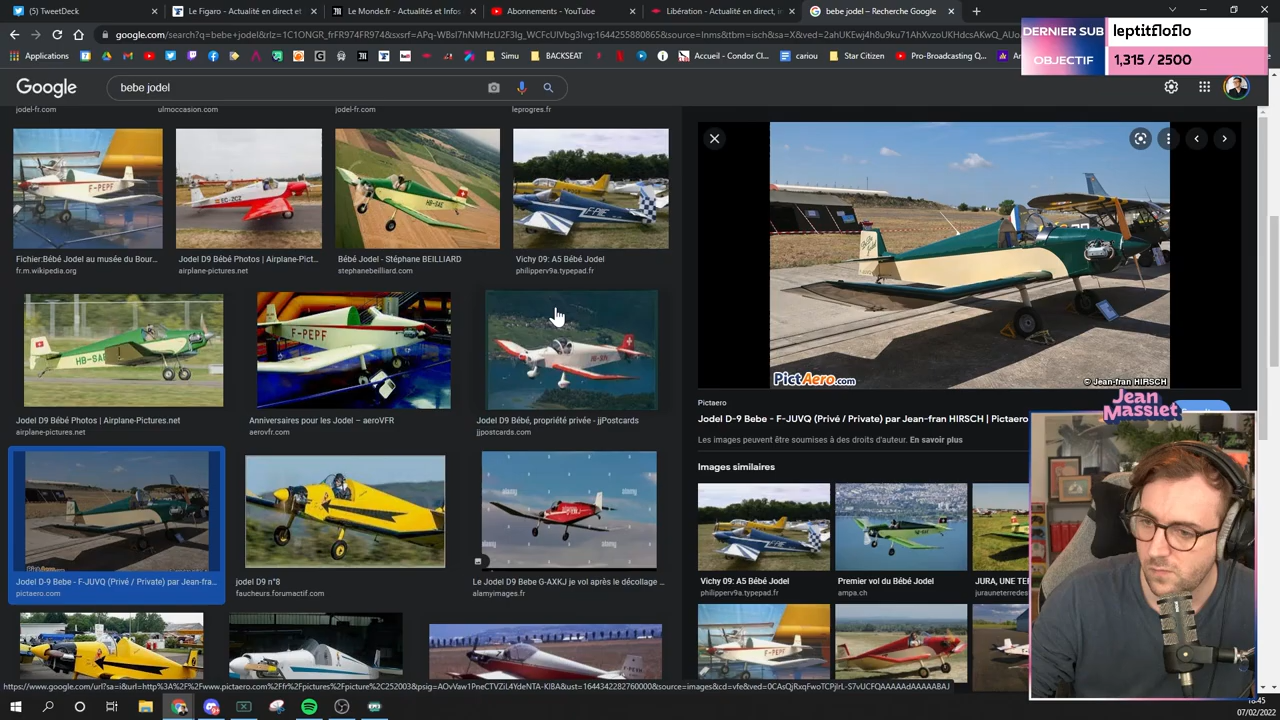 (5) TweetDeck
Le Figaro - Actualité en direct et
Le Monde.fr - Actualités et Infos
Abonnements - YouTube
Libération - Actualité en direct, i
bebe jodel – Recherche Google
DERNIER SUB
leptitfloflo
OBJECTIF
1,315 / 2500
Applications
Simu
BACKSEAT
Accueil - Condor Cl...
cariou
Star Citizen
Pro-Broadcasting Q...
Google
bebe jodel
jodel-fr.com
ulmoccasion.com
jodel-fr.com
leprogres.fr
Fichier:Bébé Jodel au musée du Bour...
fr.m.wikipedia.org
Jodel D9 Bébé Photos | Airplane-Pict...
airplane-pictures.net
Bébé Jodel - Stéphane BEILLIARD
stephanebeilliard.com
Vichy 09: A5 Bébé Jodel
philipperv9a.typepad.fr
F-PEPF
Jodel D9 Bébé Photos | Airplane-Pictures.net
airplane-pictures.net
Anniversaires pour les Jodel – aeroVFR
aerovfr.com
Jodel D9 Bébé, propriété privée - jjPostcards
jjpostcards.com
Jodel D-9 Bebe - F-JUVQ (Privé / Private) par Jean-fra...
pictaero.com
jodel D9 n°8
faucheurs.forumactif.com
Le Jodel D9 Bebe G-AXKJ je vol après le décollage ...
alamyimages.fr
PictAero.com
© Jean-fran HIRSCH
Pictaero
Jodel D-9 Bebe - F-JUVQ (Privé / Private) par Jean-fran HIRSCH | Pictaero
Les images peuvent être soumises à des droits d'auteur. En savoir plus
Images similaires
Vichy 09: A5 Bébé Jodel
philipperv9a.typepad.fr
Premier vol du Bébé Jodel
ampa.ch
JURA, UNE TER
jurauneterredes
Jean
Massiet
07/02/2022